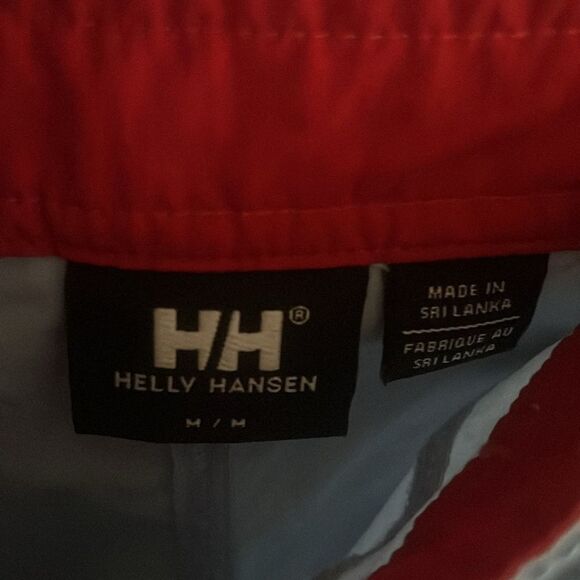 HH®
HELLY HANSEN
M / M
MADE IN
SRI LANKA
FABRIQUE AU
SRI LANKA